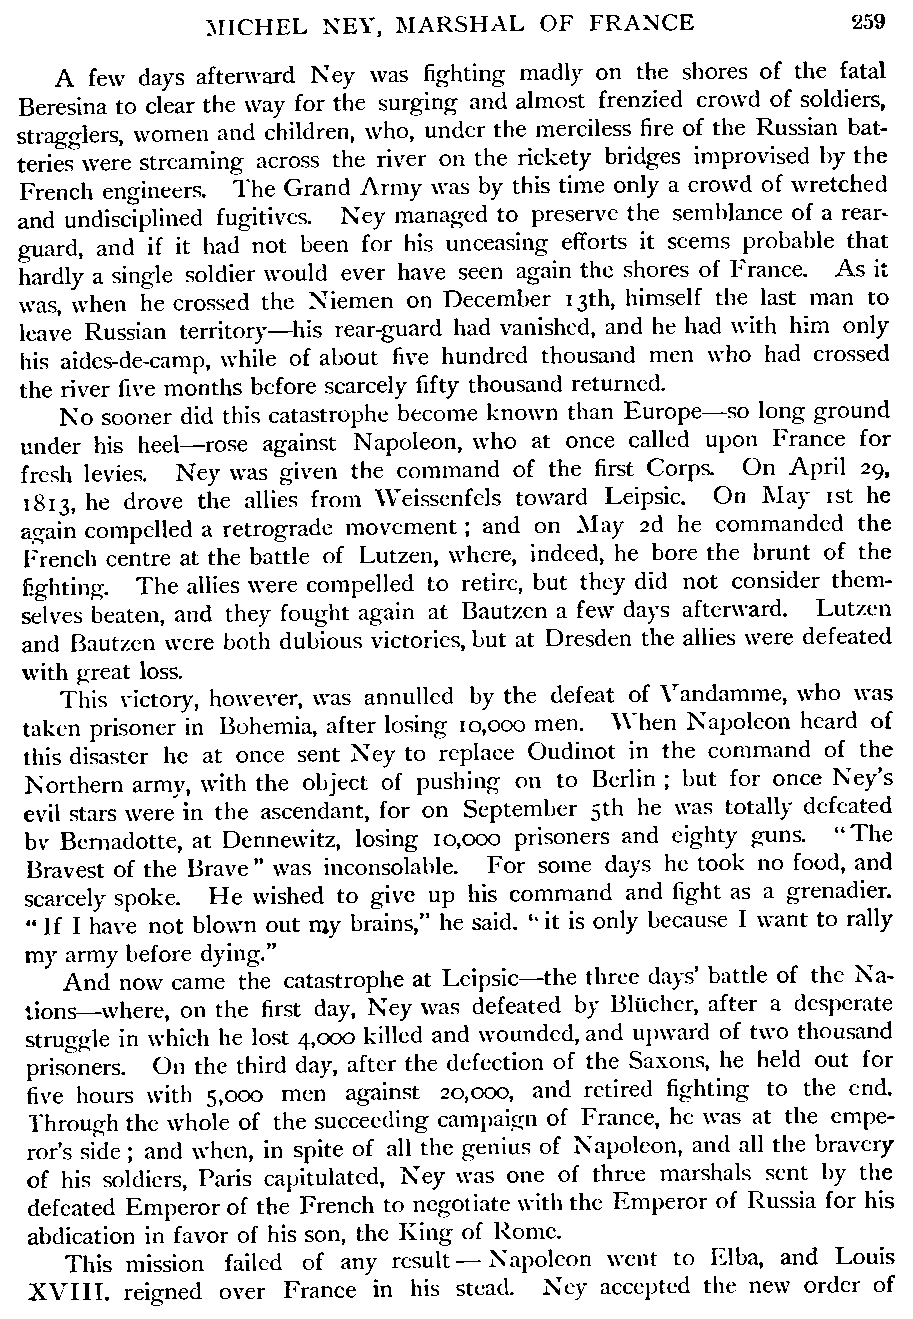 MICHEL NEY, MARSHAL OF FRANCE 259
A few days afterward Ney was fighting madly on the shores of the fatal
Beresina to clear the way for the surging and almost frenzied crowd of soldiers,
stragglers, women and children, who, under the merciless fire of the Russian bat-
teries were streaming across the river on the rickety bridges improvised by the
French engineers. The Grand Army was by this time only a crowd of wretched
and undisciplined fugitives. Ney managed to preserve the semblance of a rear-
guard, and if it had not been for his unceasing efforts it seems probable that
hardly a single soldier would ever have seen again the shores of France. As it
was, when he crossed the Niemen on December 13th, himself the last man to
leave Russian territory—his rear-guard had vanished, and he had with him only
his aides-de-camp, while of about five hundred thousand men who had crossed
the river five months before scarcely fifty thousand returned.
No sooner did this catastrophe become known than Europe—so long ground
under his heel—rose against Napoleon, who at once called upon France for
fresh levies. Ney was given the command of the first Corps. On April 29,
1813, he drove the allies from Weissenfels toward Leipsic. On May 1st he
again compelled a retrograde movement; and on May 2d he commanded the
French centre at the battle of Lutzen, where, indeed, he bore the brunt of the
fighting. The allies were compelled to retire, but they did not consider them-
selves beaten, and they fought again at Bautzen a few days afterward. Lutzen
and Bautzen were both dubious victories, but at Dresden the allies were defeated
with great loss.
This victory, however, was annulled by the defeat of Vandamme, who was
taken prisoner in Bohemia, after losing 10,000 men. When Napoleon heard of
this disaster he at once sent Ney to replace Oudinot in the command of the
Northern army, with the object of pushing on to Berlin; but for once Ney's
evil stars were in the ascendant, for on September 5th he was totally defeated
by Bernadotte, at Dennewitz, losing 10,000 prisoners and eighty guns. "The
Bravest of the Brave" was inconsolable. For some days he took no food, and
scarcely spoke. He wished to give up his command and fight as a grenadier.
"If I have not blown out my brains," he said. "it is only because I want to rally
my army before dying."
And now came the catastrophe at Leipsic—the three days' battle of the Na-
tions—where, on the first day, Ney was defeated by Blücher, after a desperate
struggle in which he lost 4,000 killed and wounded, and upward of two thousand
prisoners. On the third day, after the defection of the Saxons, he held out for
five hours with 5,000 men against 20,000, and retired fighting to the end.
Through the whole of the succeeding campaign of France, he was at the empe-
ror's side; and when, in spite of all the genius of Napoleon, and all the bravery
of his soldiers, Paris capitulated, Ney was one of three marshals sent by the
defeated Emperor of the French to negotiate with the Emperor of Russia for his
abdication in favor of his son, the King of Rome.
This mission failed of any result—Napoleon went to Elba, and Louis
XVIII. reigned over France in his stead. Ney accepted the new order of